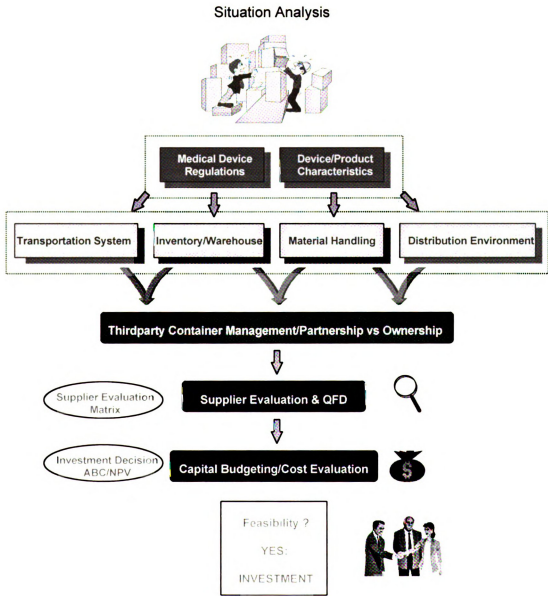 Situation Analysis
Medical Device
Regulations
Device/Product
Characteristics
Transportation System
Inventory/Warehouse
Material Handling
Distribution Environment
Thirdparty Container Management/Partnership vs Ownership
Supplier Evaluation
Matrix
Supplier Evaluation & QFD
Investment Decision
ABC/NPV
Capital Budgeting/Cost Evaluation
$
Feasibility ?
YES:
INVESTMENT